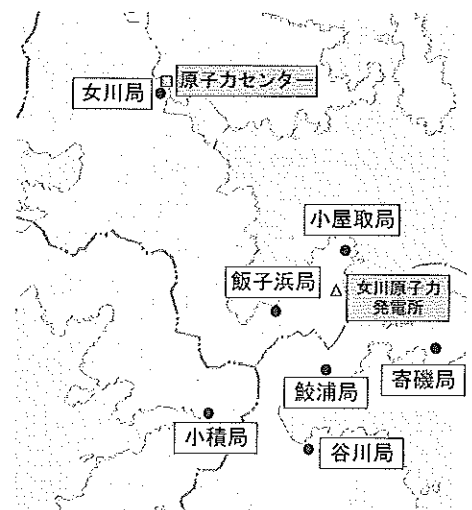 原子力センター
女川局
小屋取局
飯子浜局
女川原子力
発電所
鮫浦局
寄磯局
小積局
谷川局